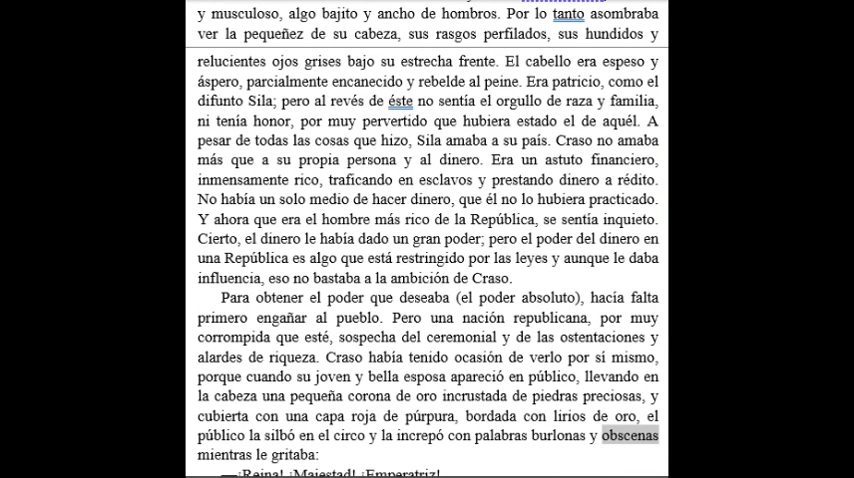 y musculoso, algo bajito y ancho de hombros. Por lo tanto asombraba
ver la pequeñez de su cabeza, sus rasgos perfilados, sus hundidos y
relucientes ojos grises bajo su estrecha frente. El cabello era espeso y
áspero, parcialmente encanecido y rebelde al peine. Era patricio, como el
difunto Sila; pero al revés de éste no sentía el orgullo de raza y familia,
ni tenía honor, por muy pervertido que hubiera estado el de aquél. A
pesar de todas las cosas que hizo, Sila amaba a su país. Craso no amaba
más que a su propia persona y al dinero. Era un astuto financiero,
inmensamente rico, traficando en esclavos y prestando dinero a rédito.
No había un solo medio de hacer dinero, que él no lo hubiera practicado.
Y ahora que era el hombre más rico de la República, se sentía inquieto.
Cierto, el dinero le había dado un gran poder; pero el poder del dinero en
una República es algo que está restringido por las leyes y aunque le daba
influencia, eso no bastaba a la ambición de Craso.
Para obtener el poder que deseaba (el poder absoluto), hacía falta
primero engañar al pueblo. Pero una nación republicana, por muy
corrompida que esté, sospecha del ceremonial y de las ostentaciones y
alardes de riqueza. Craso había tenido ocasión de verlo por sí mismo,
porque cuando su joven y bella esposa apareció en público, llevando en
la cabeza una pequeña corona de oro incrustada de piedras preciosas, y
cubierta con una capa roja de púrpura, bordada con lirios de oro, el
público la silbó en el circo y la increpó con palabras burlonas y obscenas
mientras le gritaba:
—¡Reina! ¡Majestad! ¡Emperatriz!